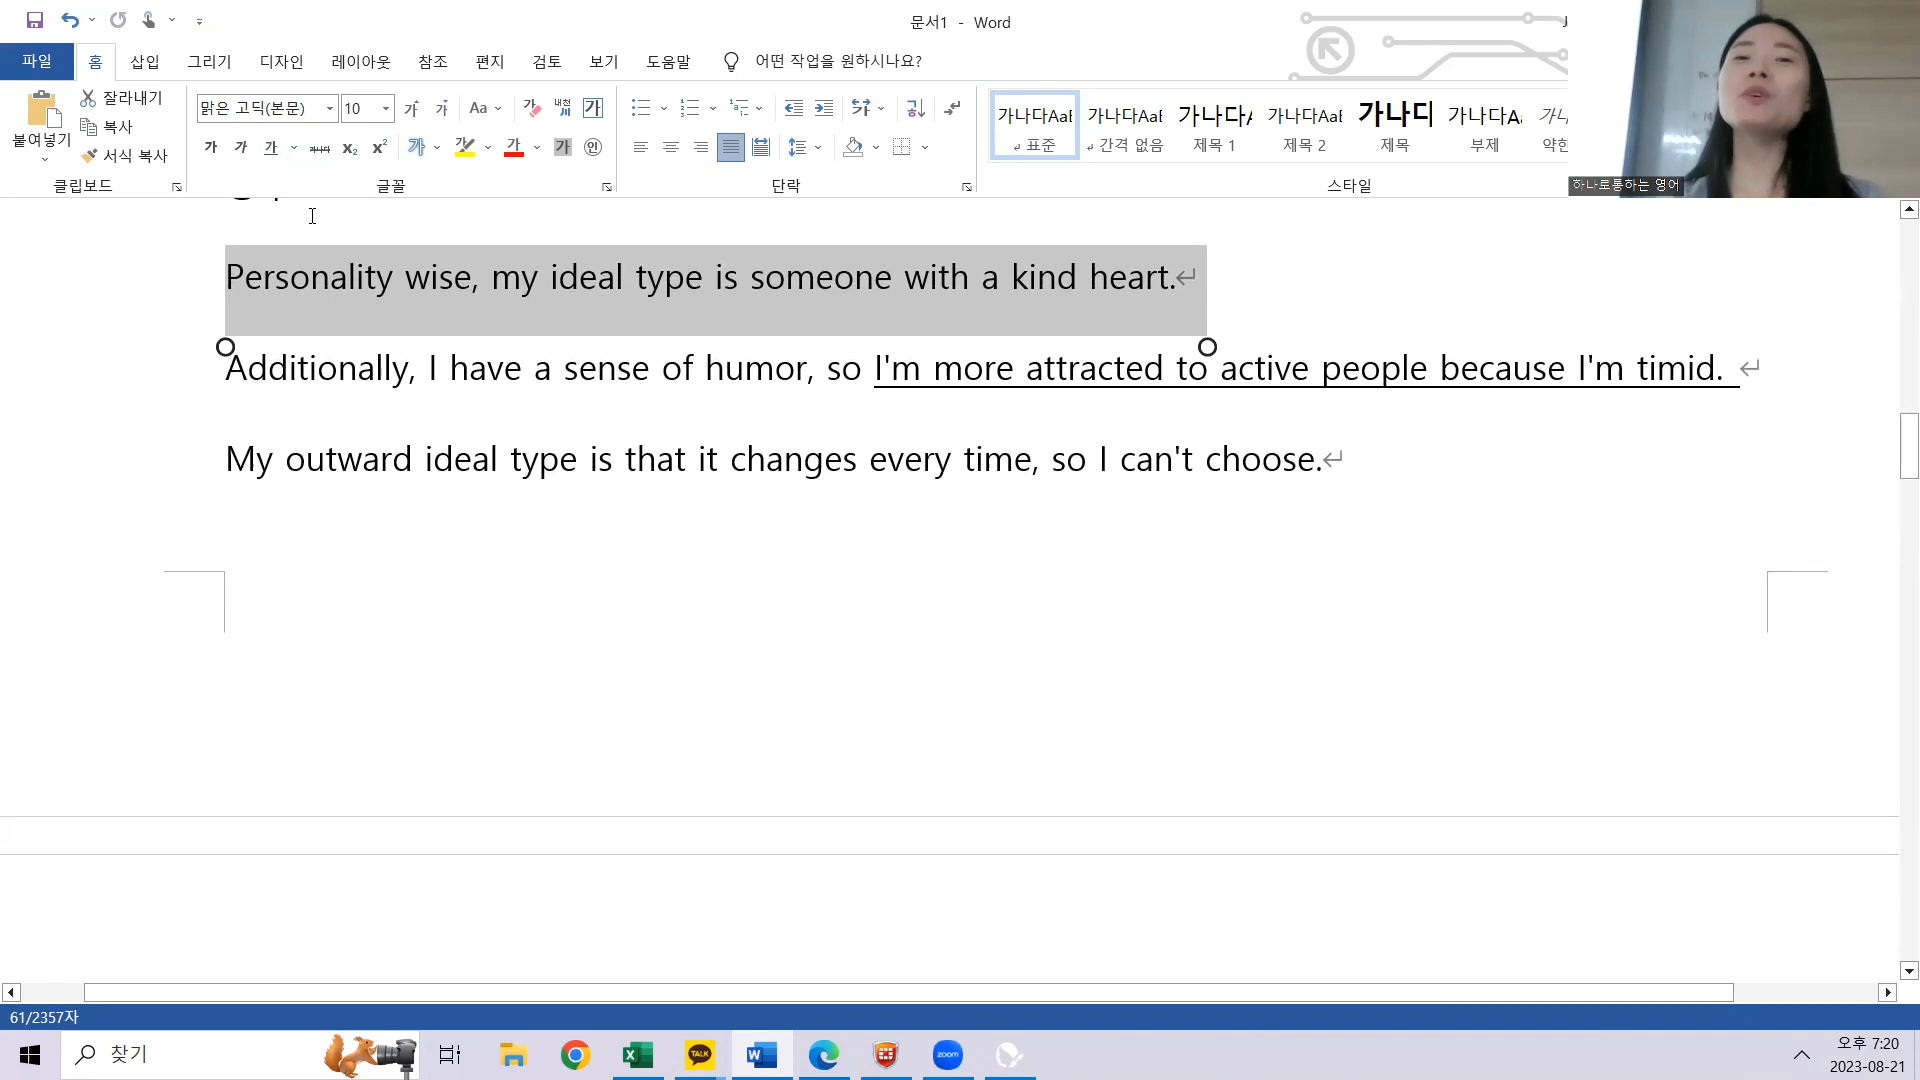 문서1 - Word
파일 홈 삽입 그리기 디자인 레이아웃 참조 편지 검토 보기 도움말 어떤 작업을 원하시나요?
붙여넣기
잘라내기
복사
서식 복사
클립보드
맑은 고딕(본문) 10
글꼴
단락
가나다AaB 표준
가나다AaB 간격 없음
가나다A 제목 1
가나다AaB 제목 2
가나다 제목
가나다Aa 부제
약한
스타일
하나로통하는 영어
Personality wise, my ideal type is someone with a kind heart.
Additionally, I have a sense of humor, so I'm more attracted to active people because I'm timid.
My outward ideal type is that it changes every time, so I can't choose.
61/2357자
찾기
TALK
zoom
오후 7:20
2023-08-21